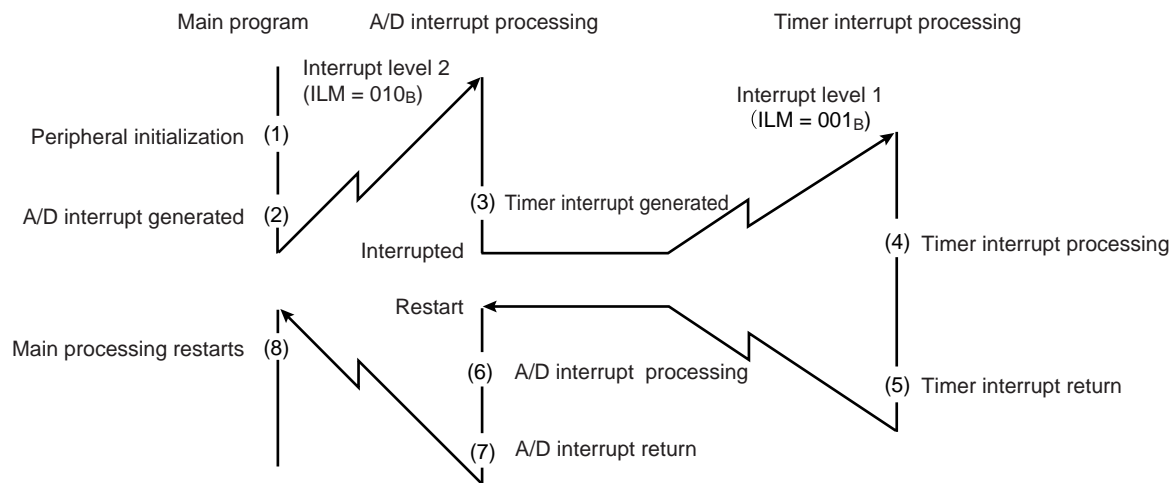 Main program
A/D interrupt processing
Timer interrupt processing
Interrupt level 2
(ILM = 010B)
Interrupt level 1
(ILM = 001B)
Peripheral initialization
(1)
A/D interrupt generated
(2)
(3) Timer interrupt generated
Interrupted
(4) Timer interrupt processing
Restart
Main processing restarts
(8)
(6) A/D interrupt processing
(5) Timer interrupt return
(7) A/D interrupt return